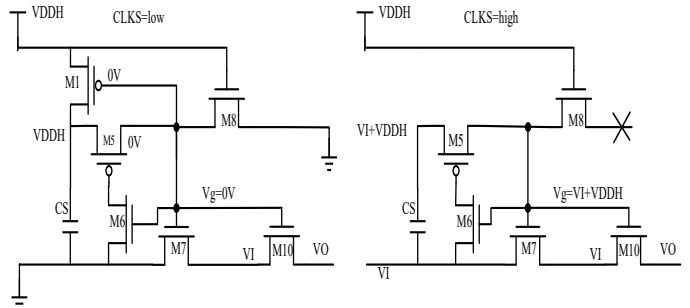 VDDH
CLKS=low
M1
0V
VDDH
M5
0V
M8
CS
M6
Vg=0V
M7
VI
M10
VO
VDDH
CLKS=high
VI+VDDH
M5
M8
CS
M6
Vg=VI+VDDH
M7
VI
M10
VO
VI